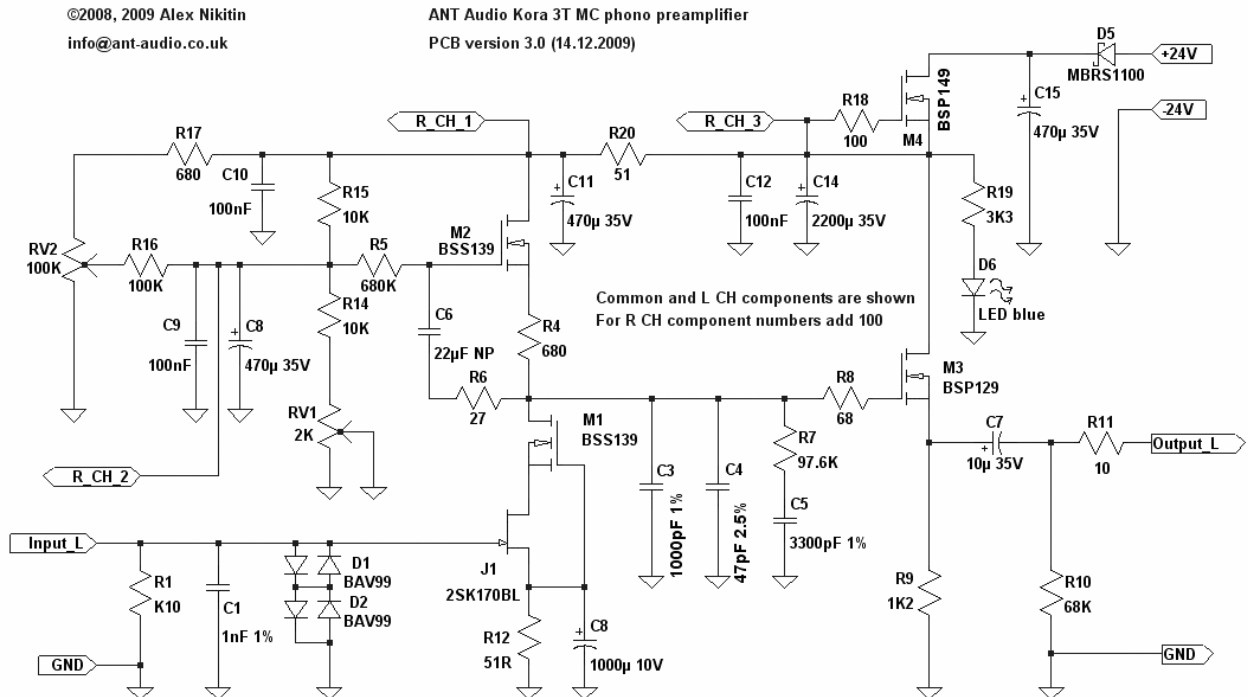 ©2008, 2009 Alex Nikitin
info@ant-audio.co.uk
ANT Audio Kora 3T MC phono preamplifier
PCB version 3.0 (14.12.2009)
D5
MBRS1100
+24V
-24V
C15
470µ 35V
BSP149
M4
R18
100
R_CH_3
R_CH_1
R20
51
R17
680
C10
100nF
R15
10K
C11
470µ 35V
C12
100nF
C14
2200µ 35V
R19
3K3
D6
LED blue
M2
BSS139
RV2
100K
R16
100K
R5
680K
C9
100nF
C8
470µ 35V
R14
10K
C6
22µF NP
R4
680
Common and L CH components are shown
For R CH component numbers add 100
R6
27
RV1
2K
M1
BSS139
R8
68
M3
BSP129
R_CH_2
C3
1000pF 1%
C4
47pF 2.5%
R7
97.6K
C5
3300pF 1%
C7
10µ 35V
R11
10
Output_L
Input_L
R1
K10
C1
1nF 1%
D1
BAV99
D2
BAV99
J1
2SK170BL
R12
51R
C8
1000µ 10V
R9
1K2
R10
68K
GND
GND